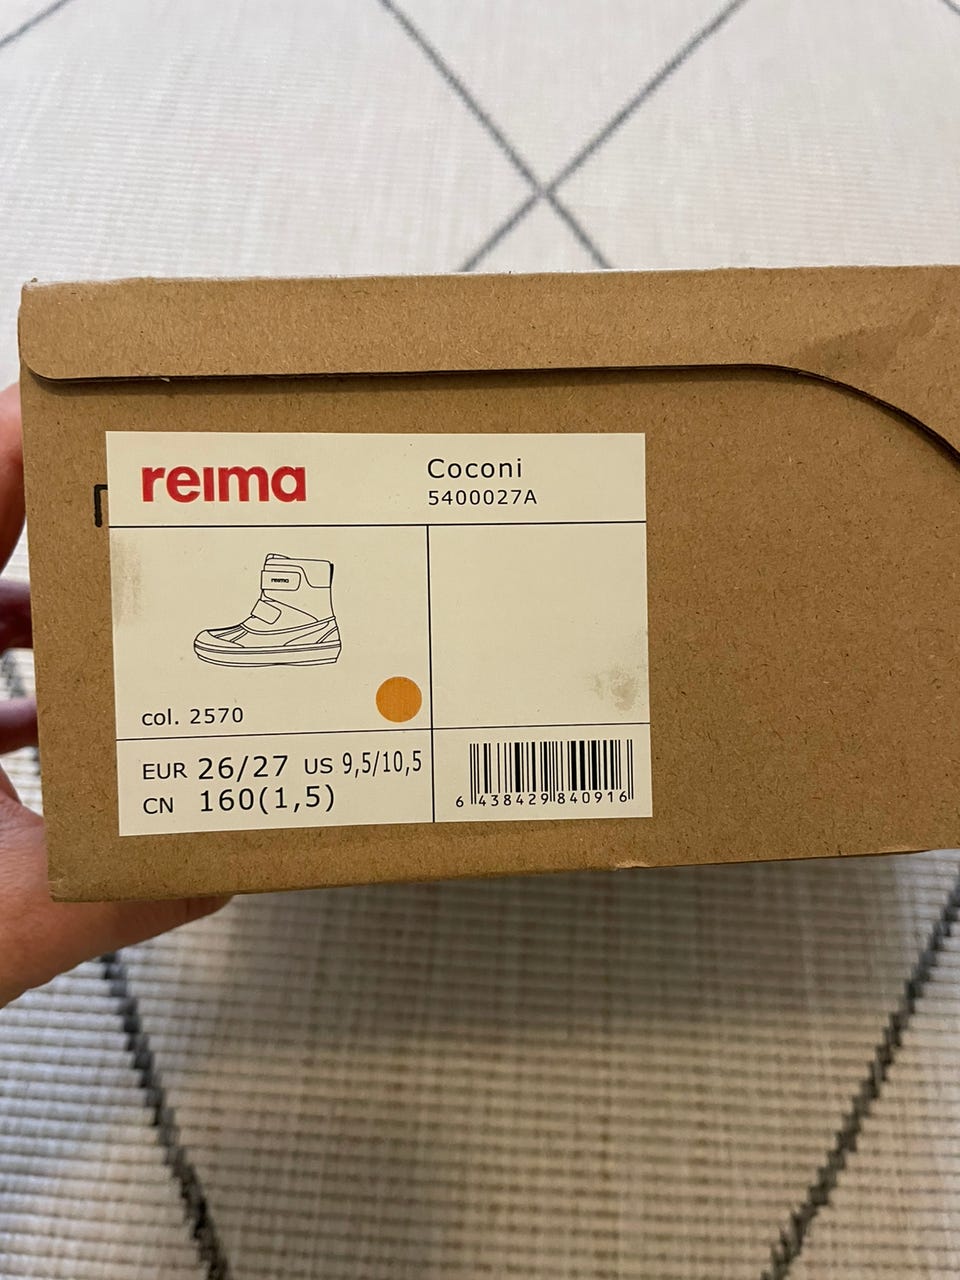 reima
Coconi
5400027A
reima
col. 2570
EUR 26/27 US 9,5/10,5
CN 160(1,5)
6 438429 840916